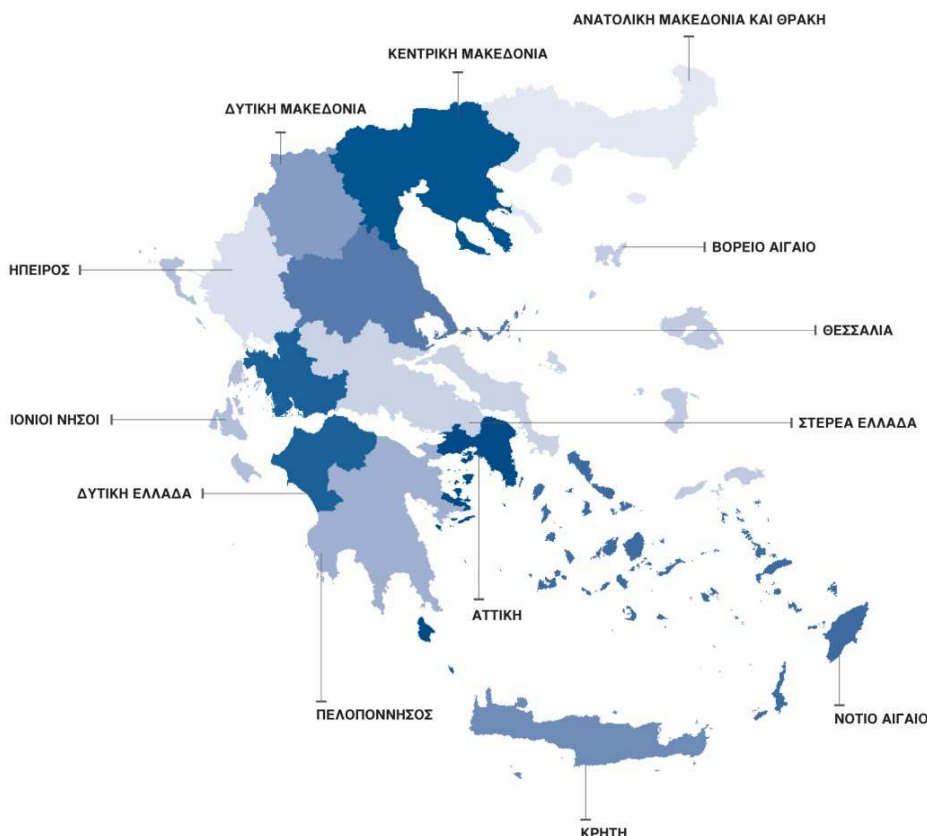 ΑΝΑΤΟΛΙΚΗ ΜΑΚΕΔΟΝΙΑ ΚΑΙ ΘΡΑΚΗ
ΚΕΝΤΡΙΚΗ ΜΑΚΕΔΟΝΙΑ
ΔΥΤΙΚΗ ΜΑΚΕΔΟΝΙΑ
ΒΟΡΕΙΟ ΑΙΓΑΙΟ
ΗΠΕΙΡΟΣ
ΘΕΣΣΑΛΙΑ
ΙΟΝΙΟΙ ΝΗΣΟΙ
ΣΤΕΡΕΑ ΕΛΛΑΔΑ
ΔΥΤΙΚΗ ΕΛΛΑΔΑ
ΑΤΤΙΚΗ
ΠΕΛΟΠΟΝΝΗΣΟΣ
ΝΟΤΙΟ ΑΙΓΑΙΟ
ΚΡΗΤΗ